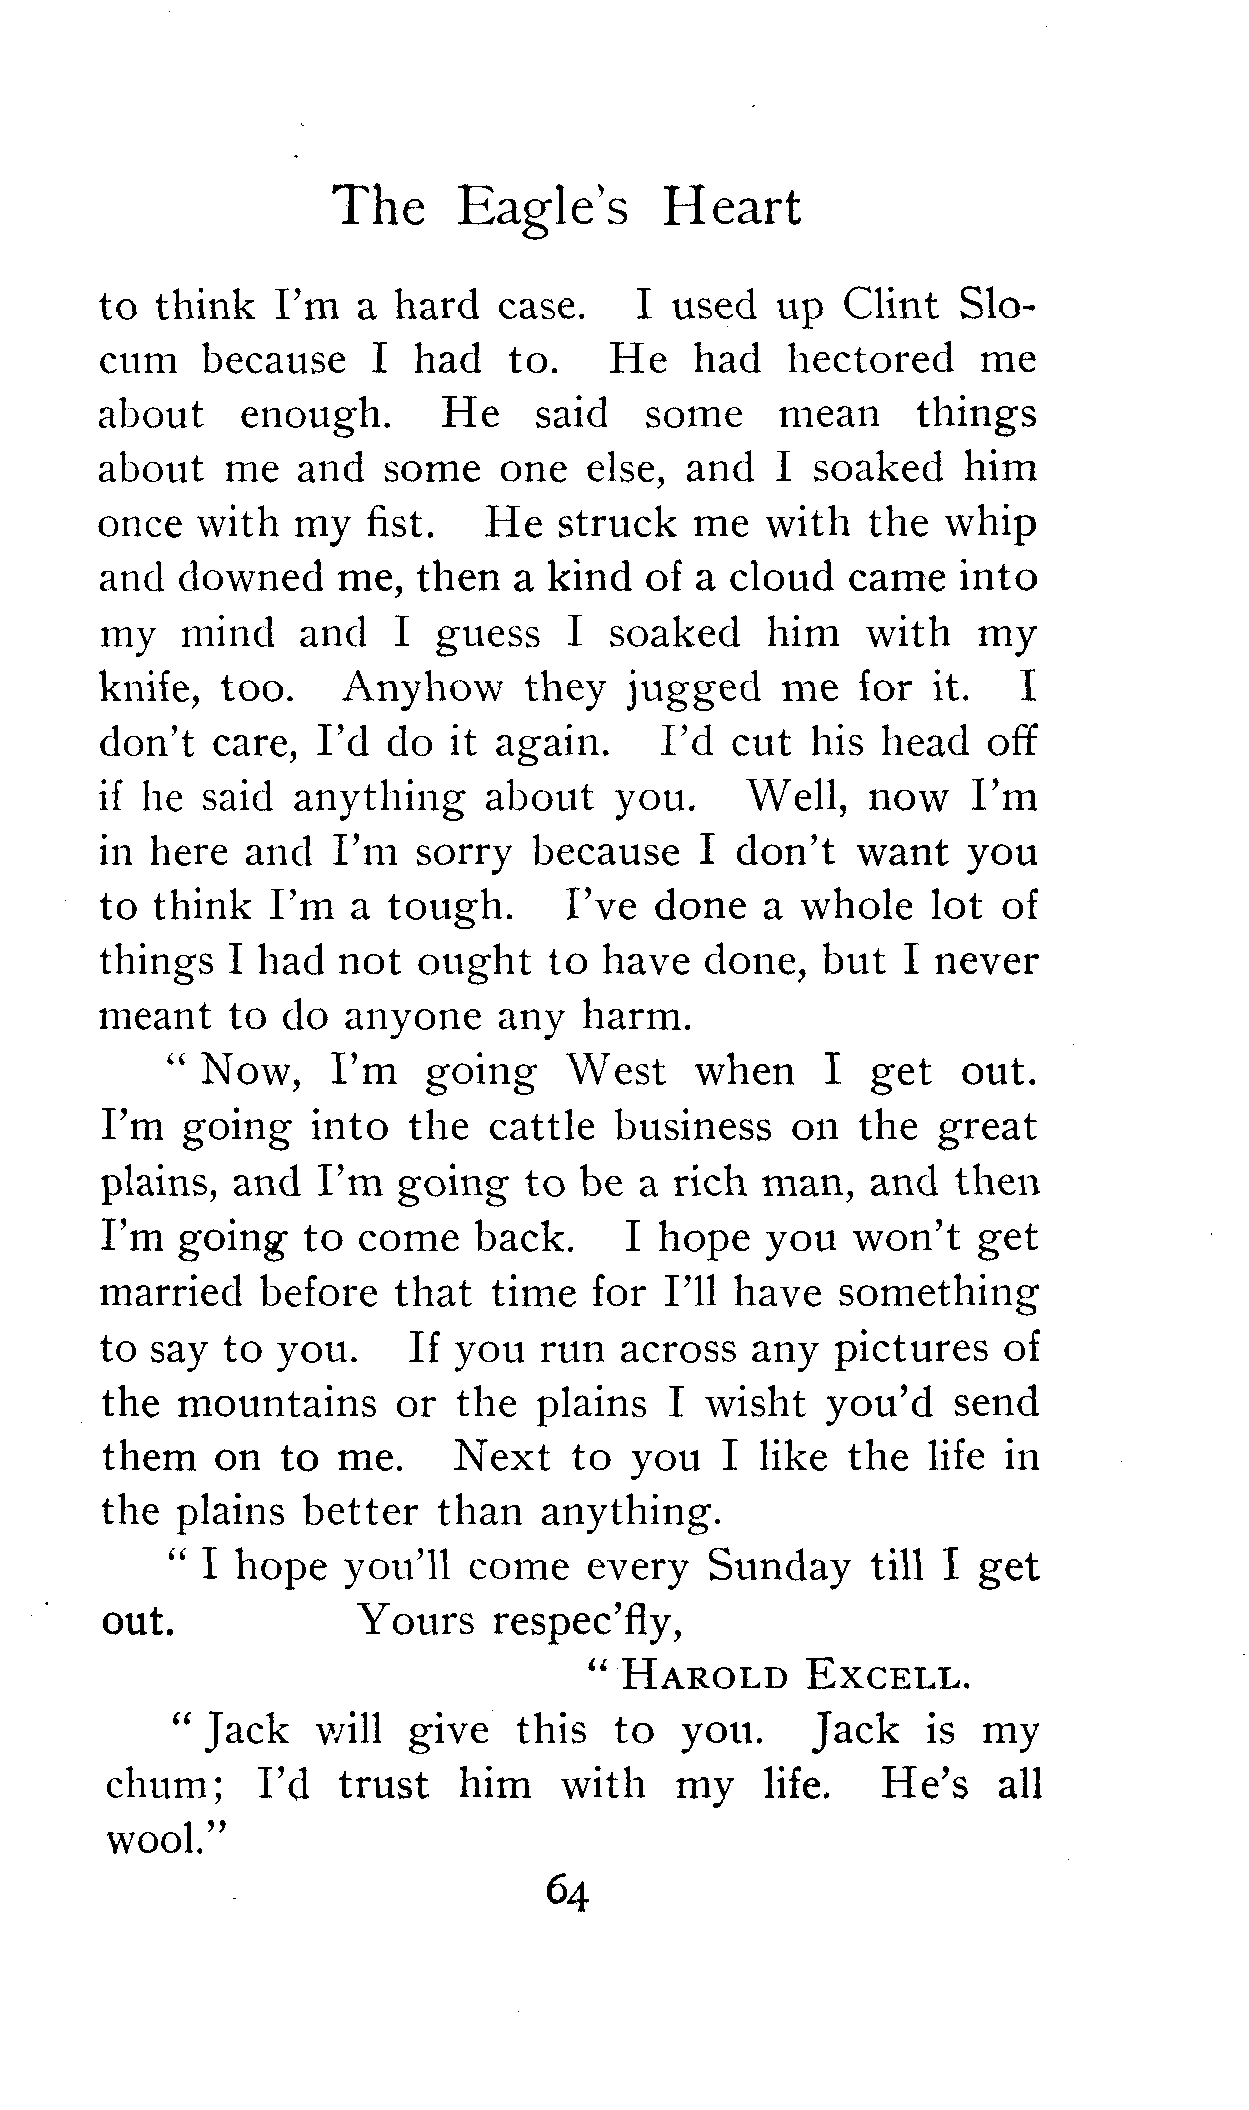 The Eagle's Heart
to think I'm a hard case. I used up Clint Slo-
cum because I had to. He had hectored me
about enough. He said some mean things
about me and some one else, and I soaked him
once with my fist. He struck me with the whip
and downed me, then a kind of a cloud came into
my mind and I guess I soaked him with my
knife, too. Anyhow they jugged me for it. I
don't care, I'd do it again. I'd cut his head off
if he said anything about you. Well, now I'm
in here and I'm sorry because I don't want you
to think I'm a tough. I've done a whole lot of
things I had not ought to have done, but I never
meant to do anyone any harm.
“ Now, I'm going West when I get out.
I'm going into the cattle business on the great
plains, and I'm going to be a rich man, and then
I'm going to come back. I hope you won't get
married before that time for I'll have something
to say to you. If you run across any pictures of
the mountains or the plains I wisht you'd send
them on to me. Next to you I like the life in
the plains better than anything.
“ I hope you'll come every Sunday till I get
out. Yours respec'fly,
“ HAROLD EXCELL.
“ Jack will give this to you. Jack is my
chum; I'd trust him with my life. He's all
wool.”
64